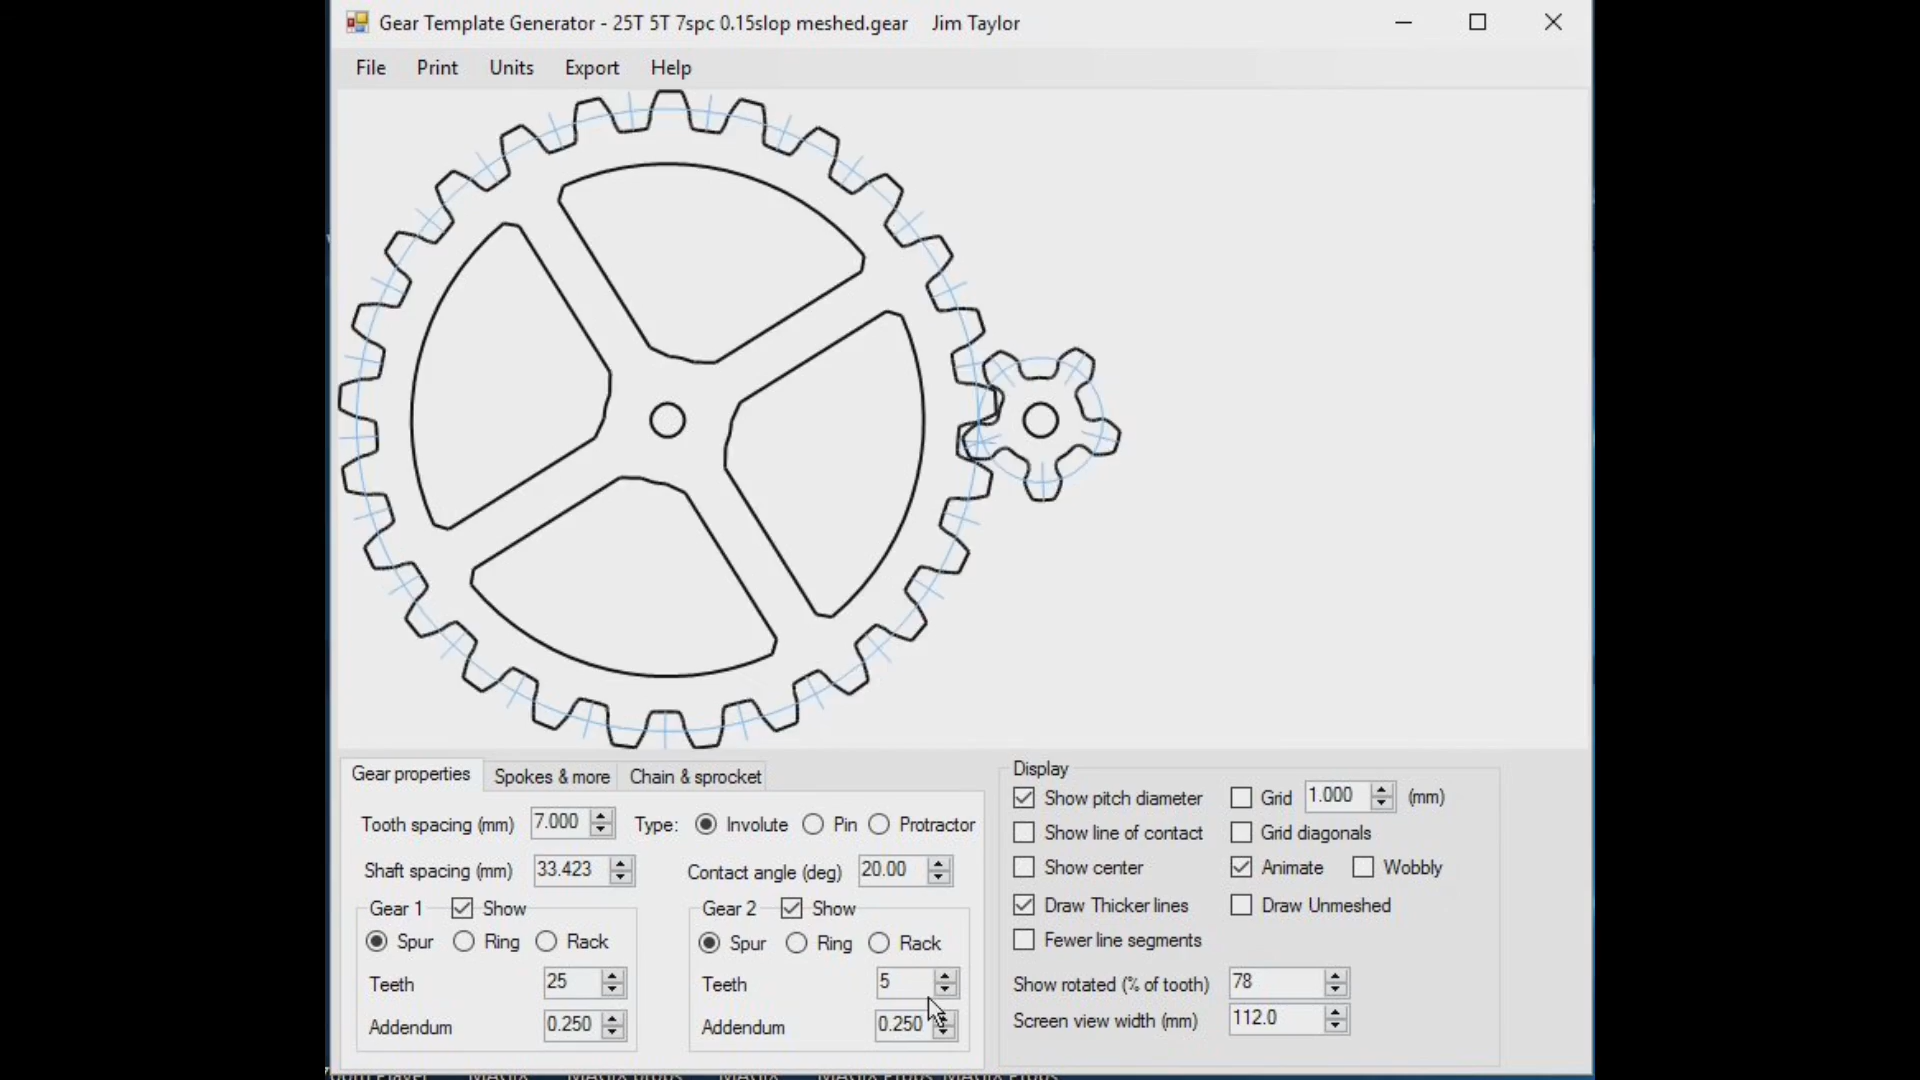 Gear Template Generator - 25T 5T 7spc 0.15slop meshed.gear Jim Taylor
File Print Units Export Help
Gear properties Spokes & more Chain & sprocket
Tooth spacing (mm) 7.000 Type: Involute Pin Protractor
Shaft spacing (mm) 33.423 Contact angle (deg) 20.00
Gear 1 Show
Spur Ring Rack
Teeth 25
Addendum 0.250
Gear 2 Show
Spur Ring Rack
Teeth 5
Addendum 0.250
Display
Show pitch diameter Grid 1.000 (mm)
Show line of contact Grid diagonals
Show center Animate Wobbly
Draw Thicker lines Draw Unmeshed
Fewer line segments
Show rotated (% of tooth) 78
Screen view width (mm) 112.0